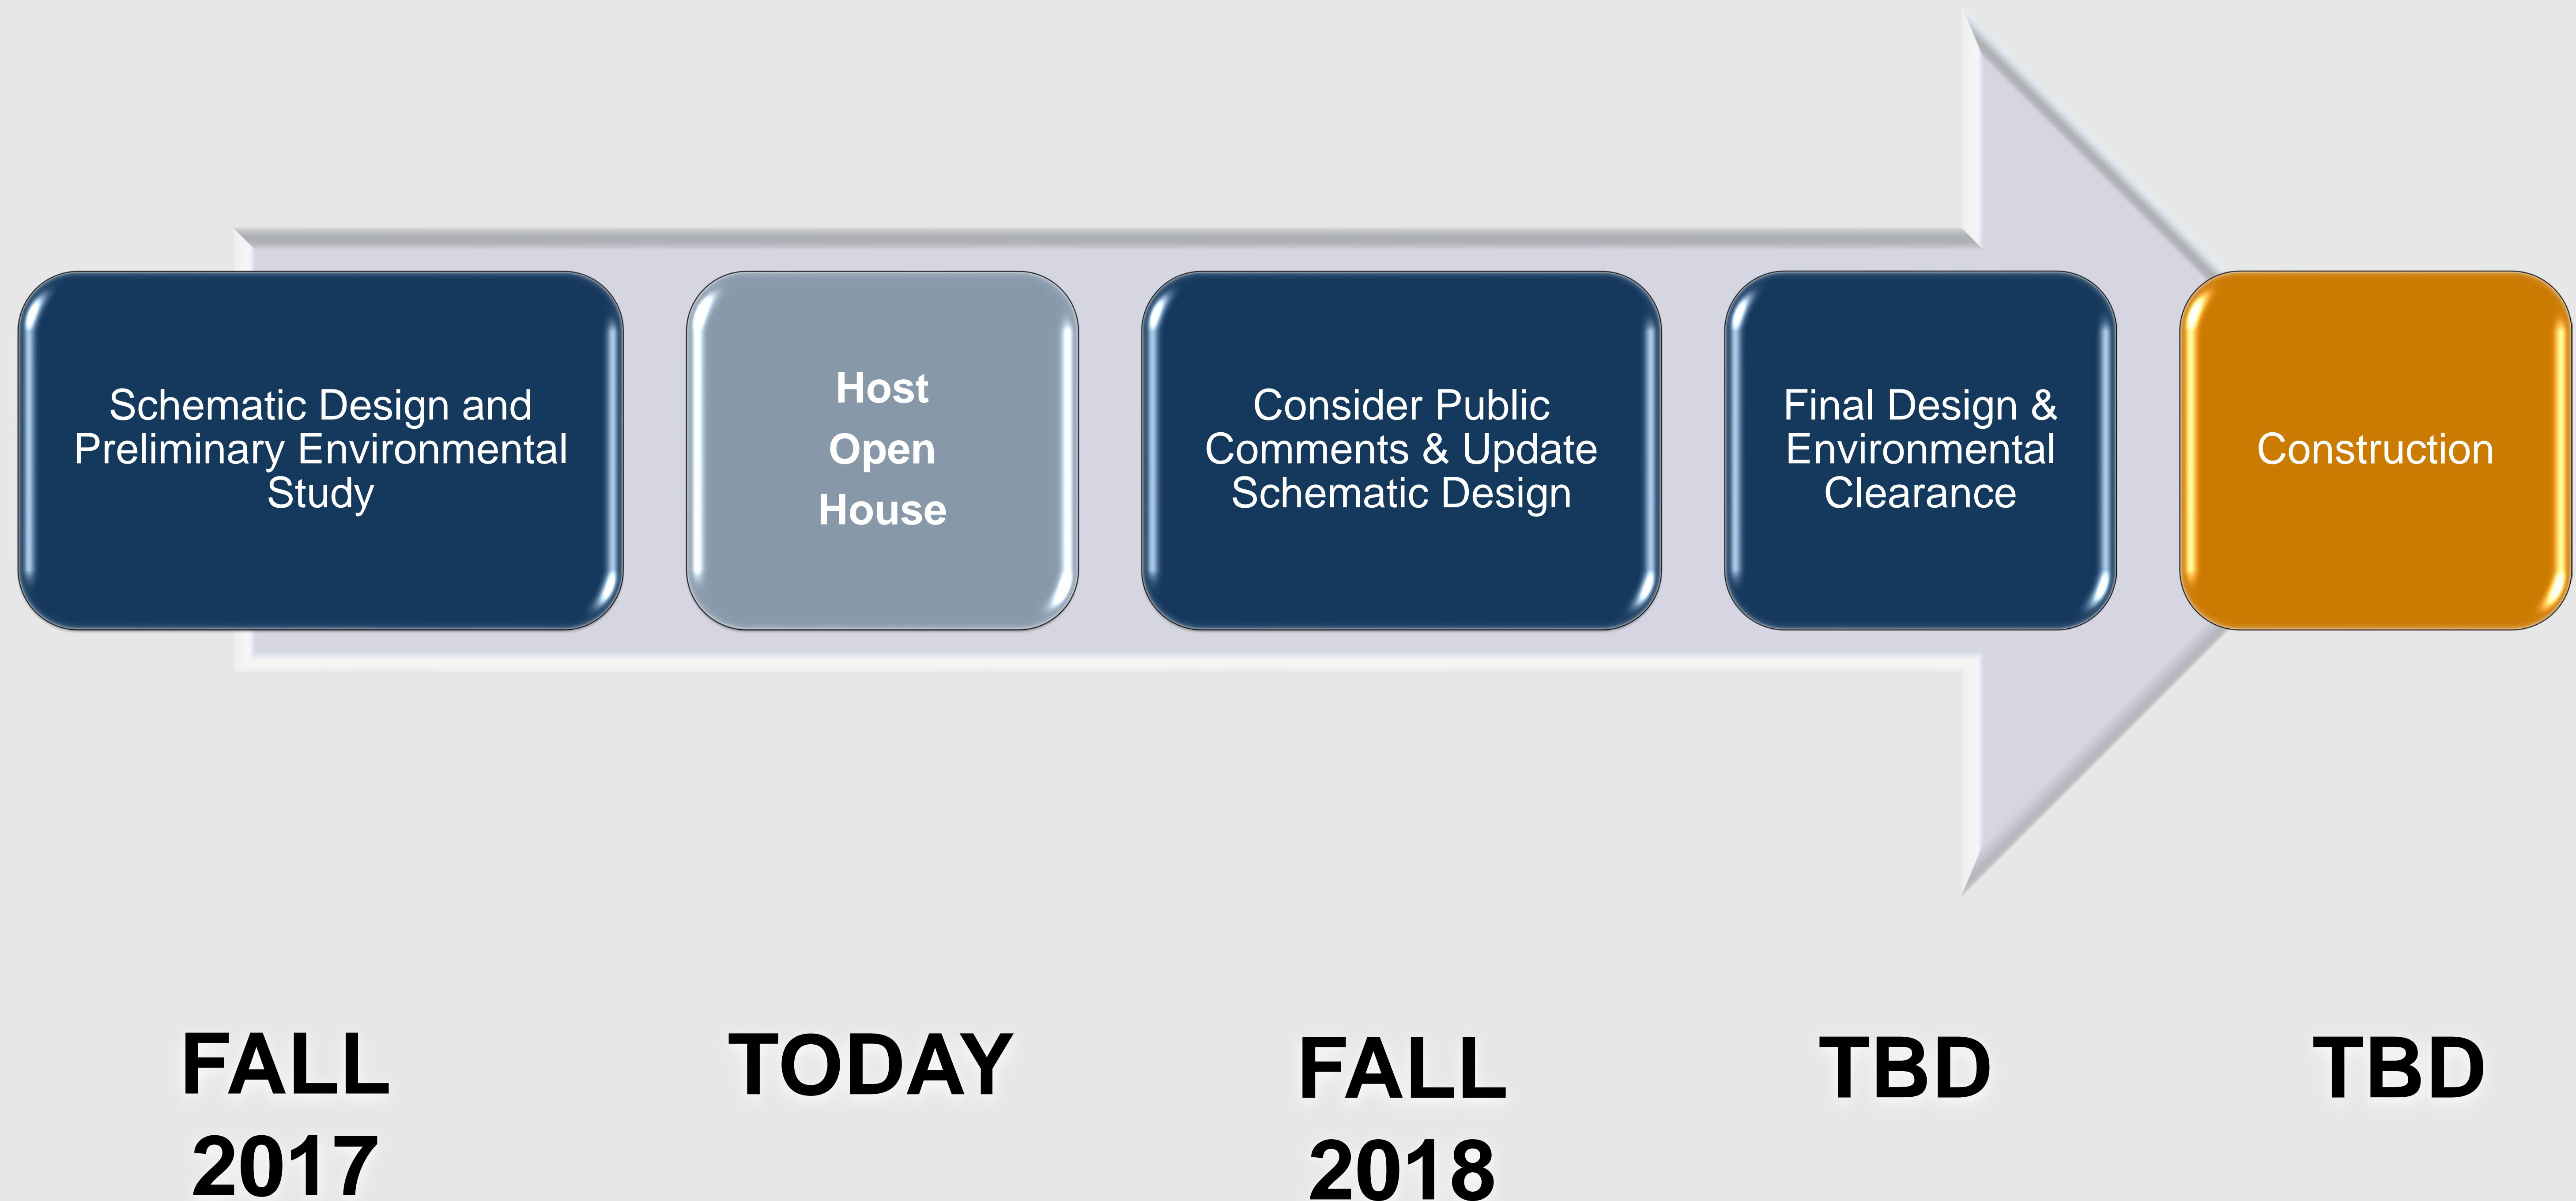 Schematic Design and
Preliminary Environmental
Study
Host
Open
House
Consider Public
Comments & Update
Schematic Design
Final Design &
Environmental
Clearance
Construction
FALL
2017
TODAY
FALL
2018
TBD
TBD